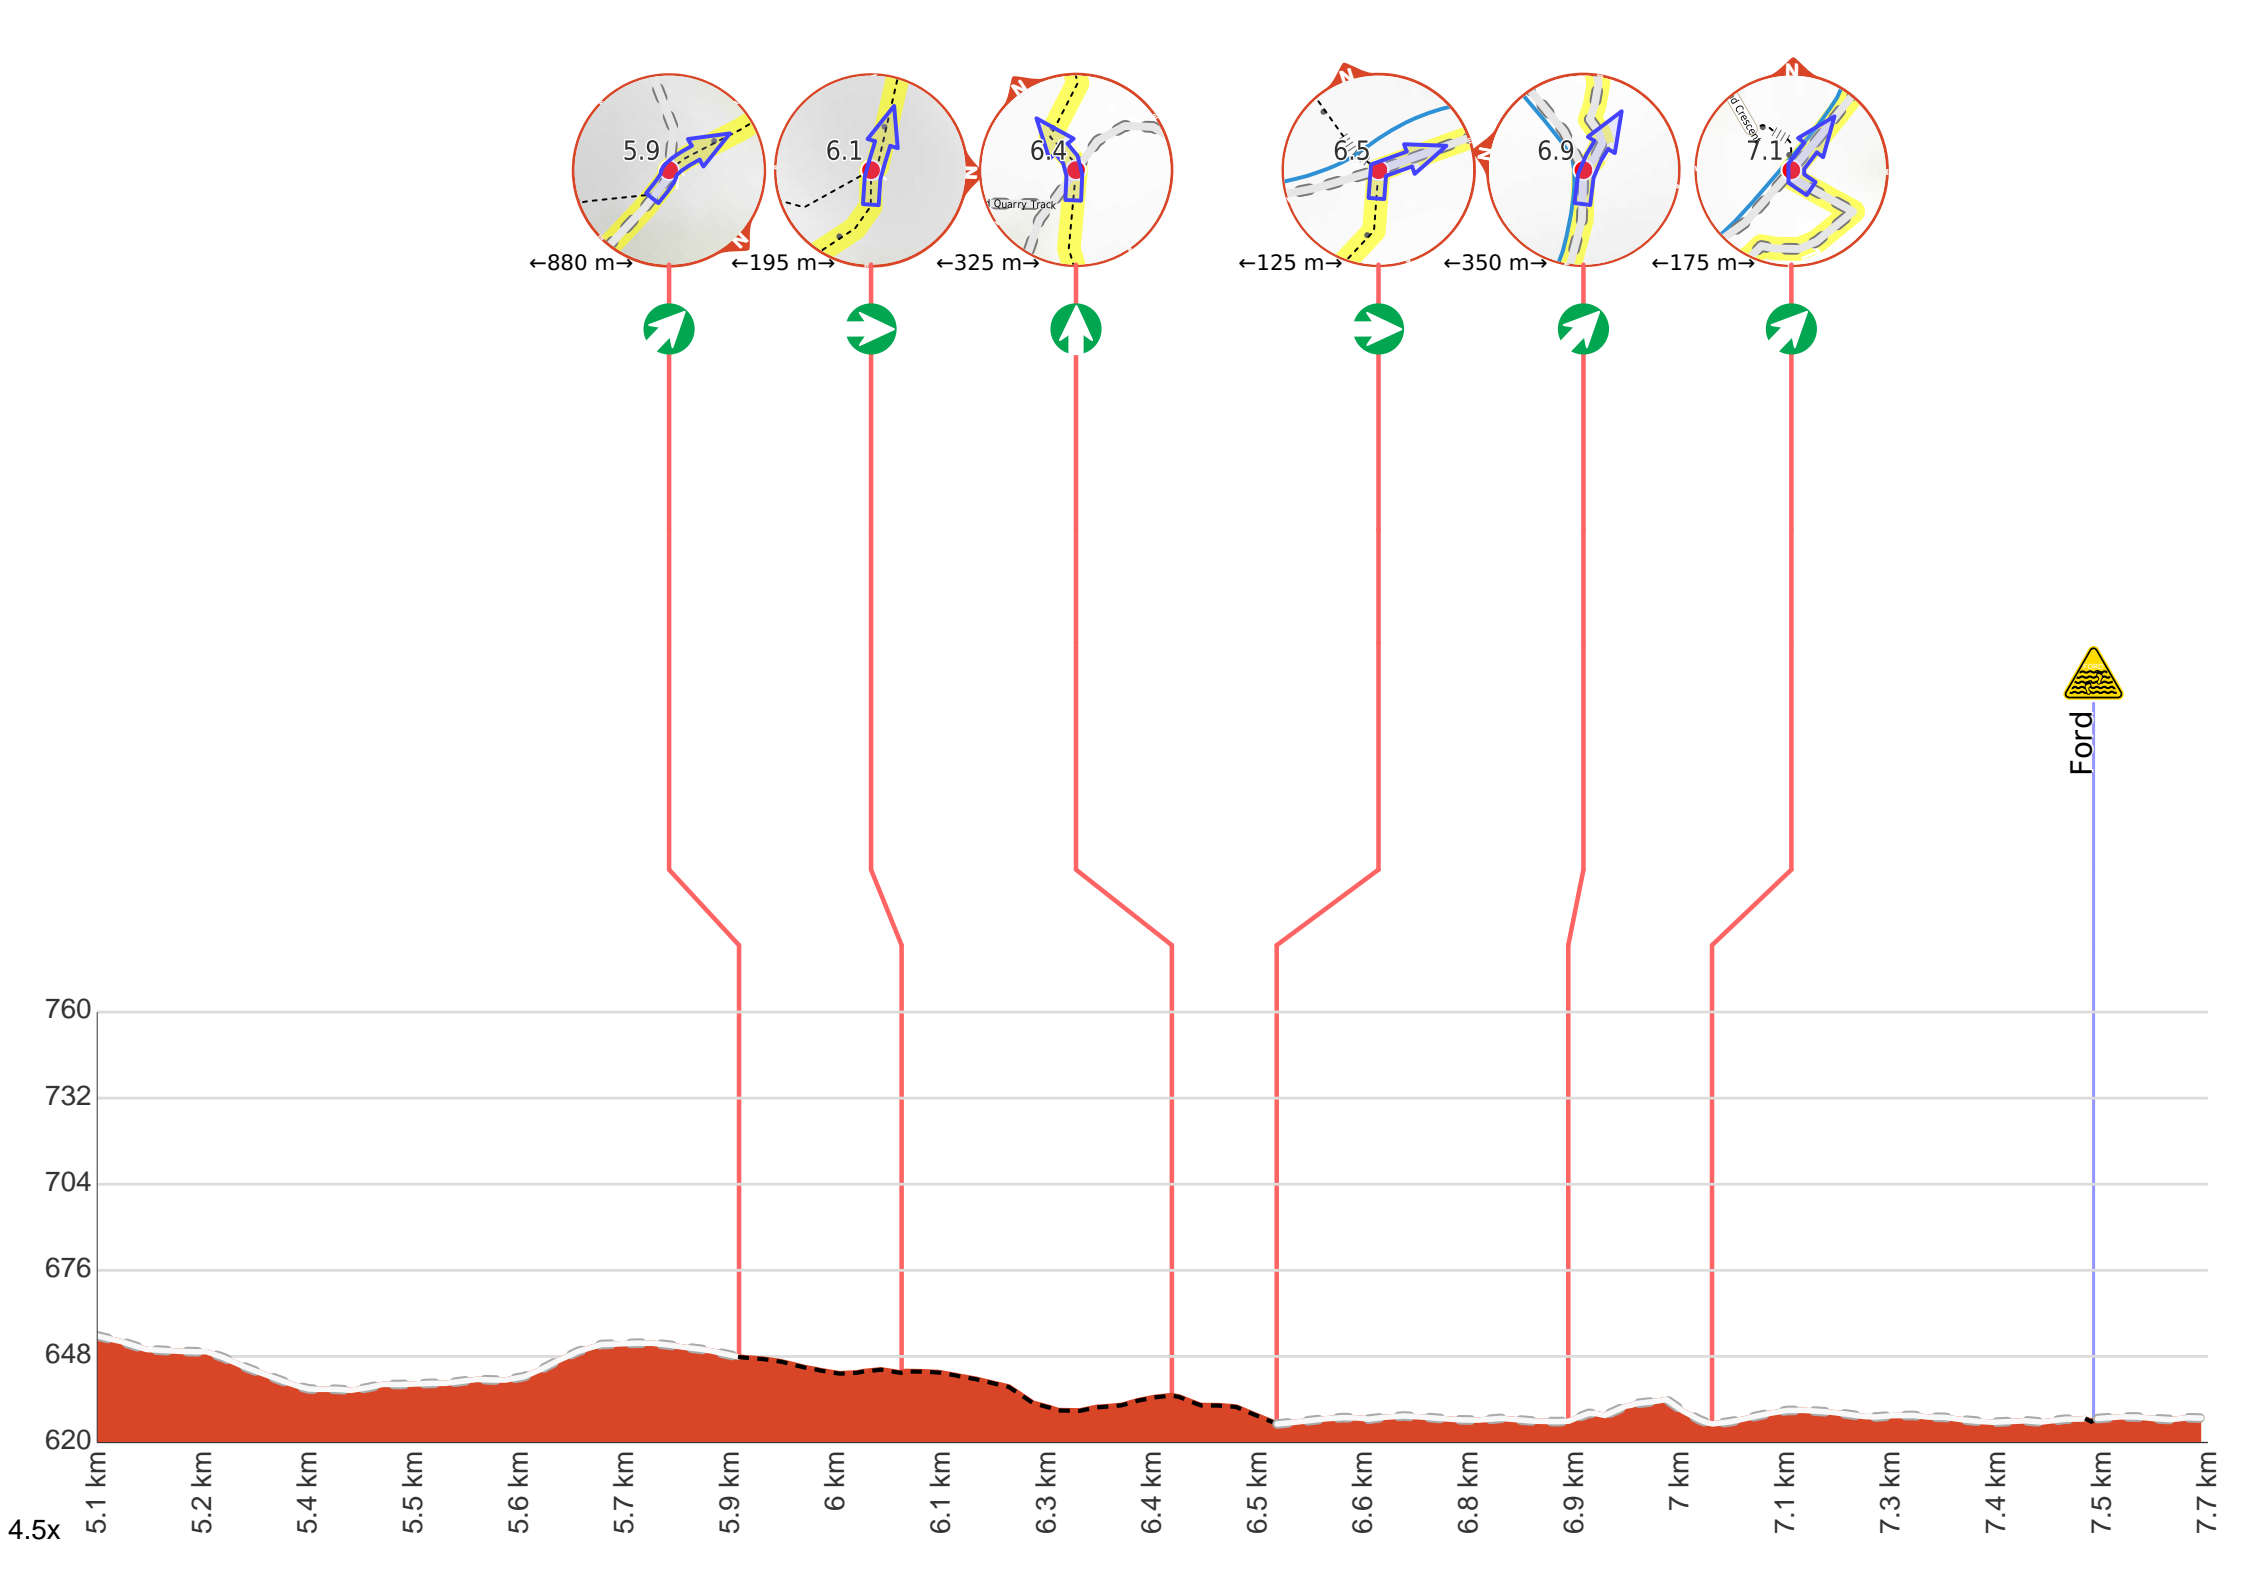 N
N
N
N
N
N
d Crescent
5.9
6.1
6.4
6.5
6.9
7.1
d Quarry Track
←880 m→
←195 m→
←325 m→
←125 m→
←350 m→
←175 m→
Ford
760
732
704
676
648
620
5.1 km
5.2 km
5.4 km
5.5 km
5.6 km
5.7 km
5.9 km
6 km
6.1 km
6.3 km
6.4 km
6.5 km
6.6 km
6.8 km
6.9 km
7 km
7.1 km
7.3 km
7.4 km
7.5 km
7.7 km
4.5x